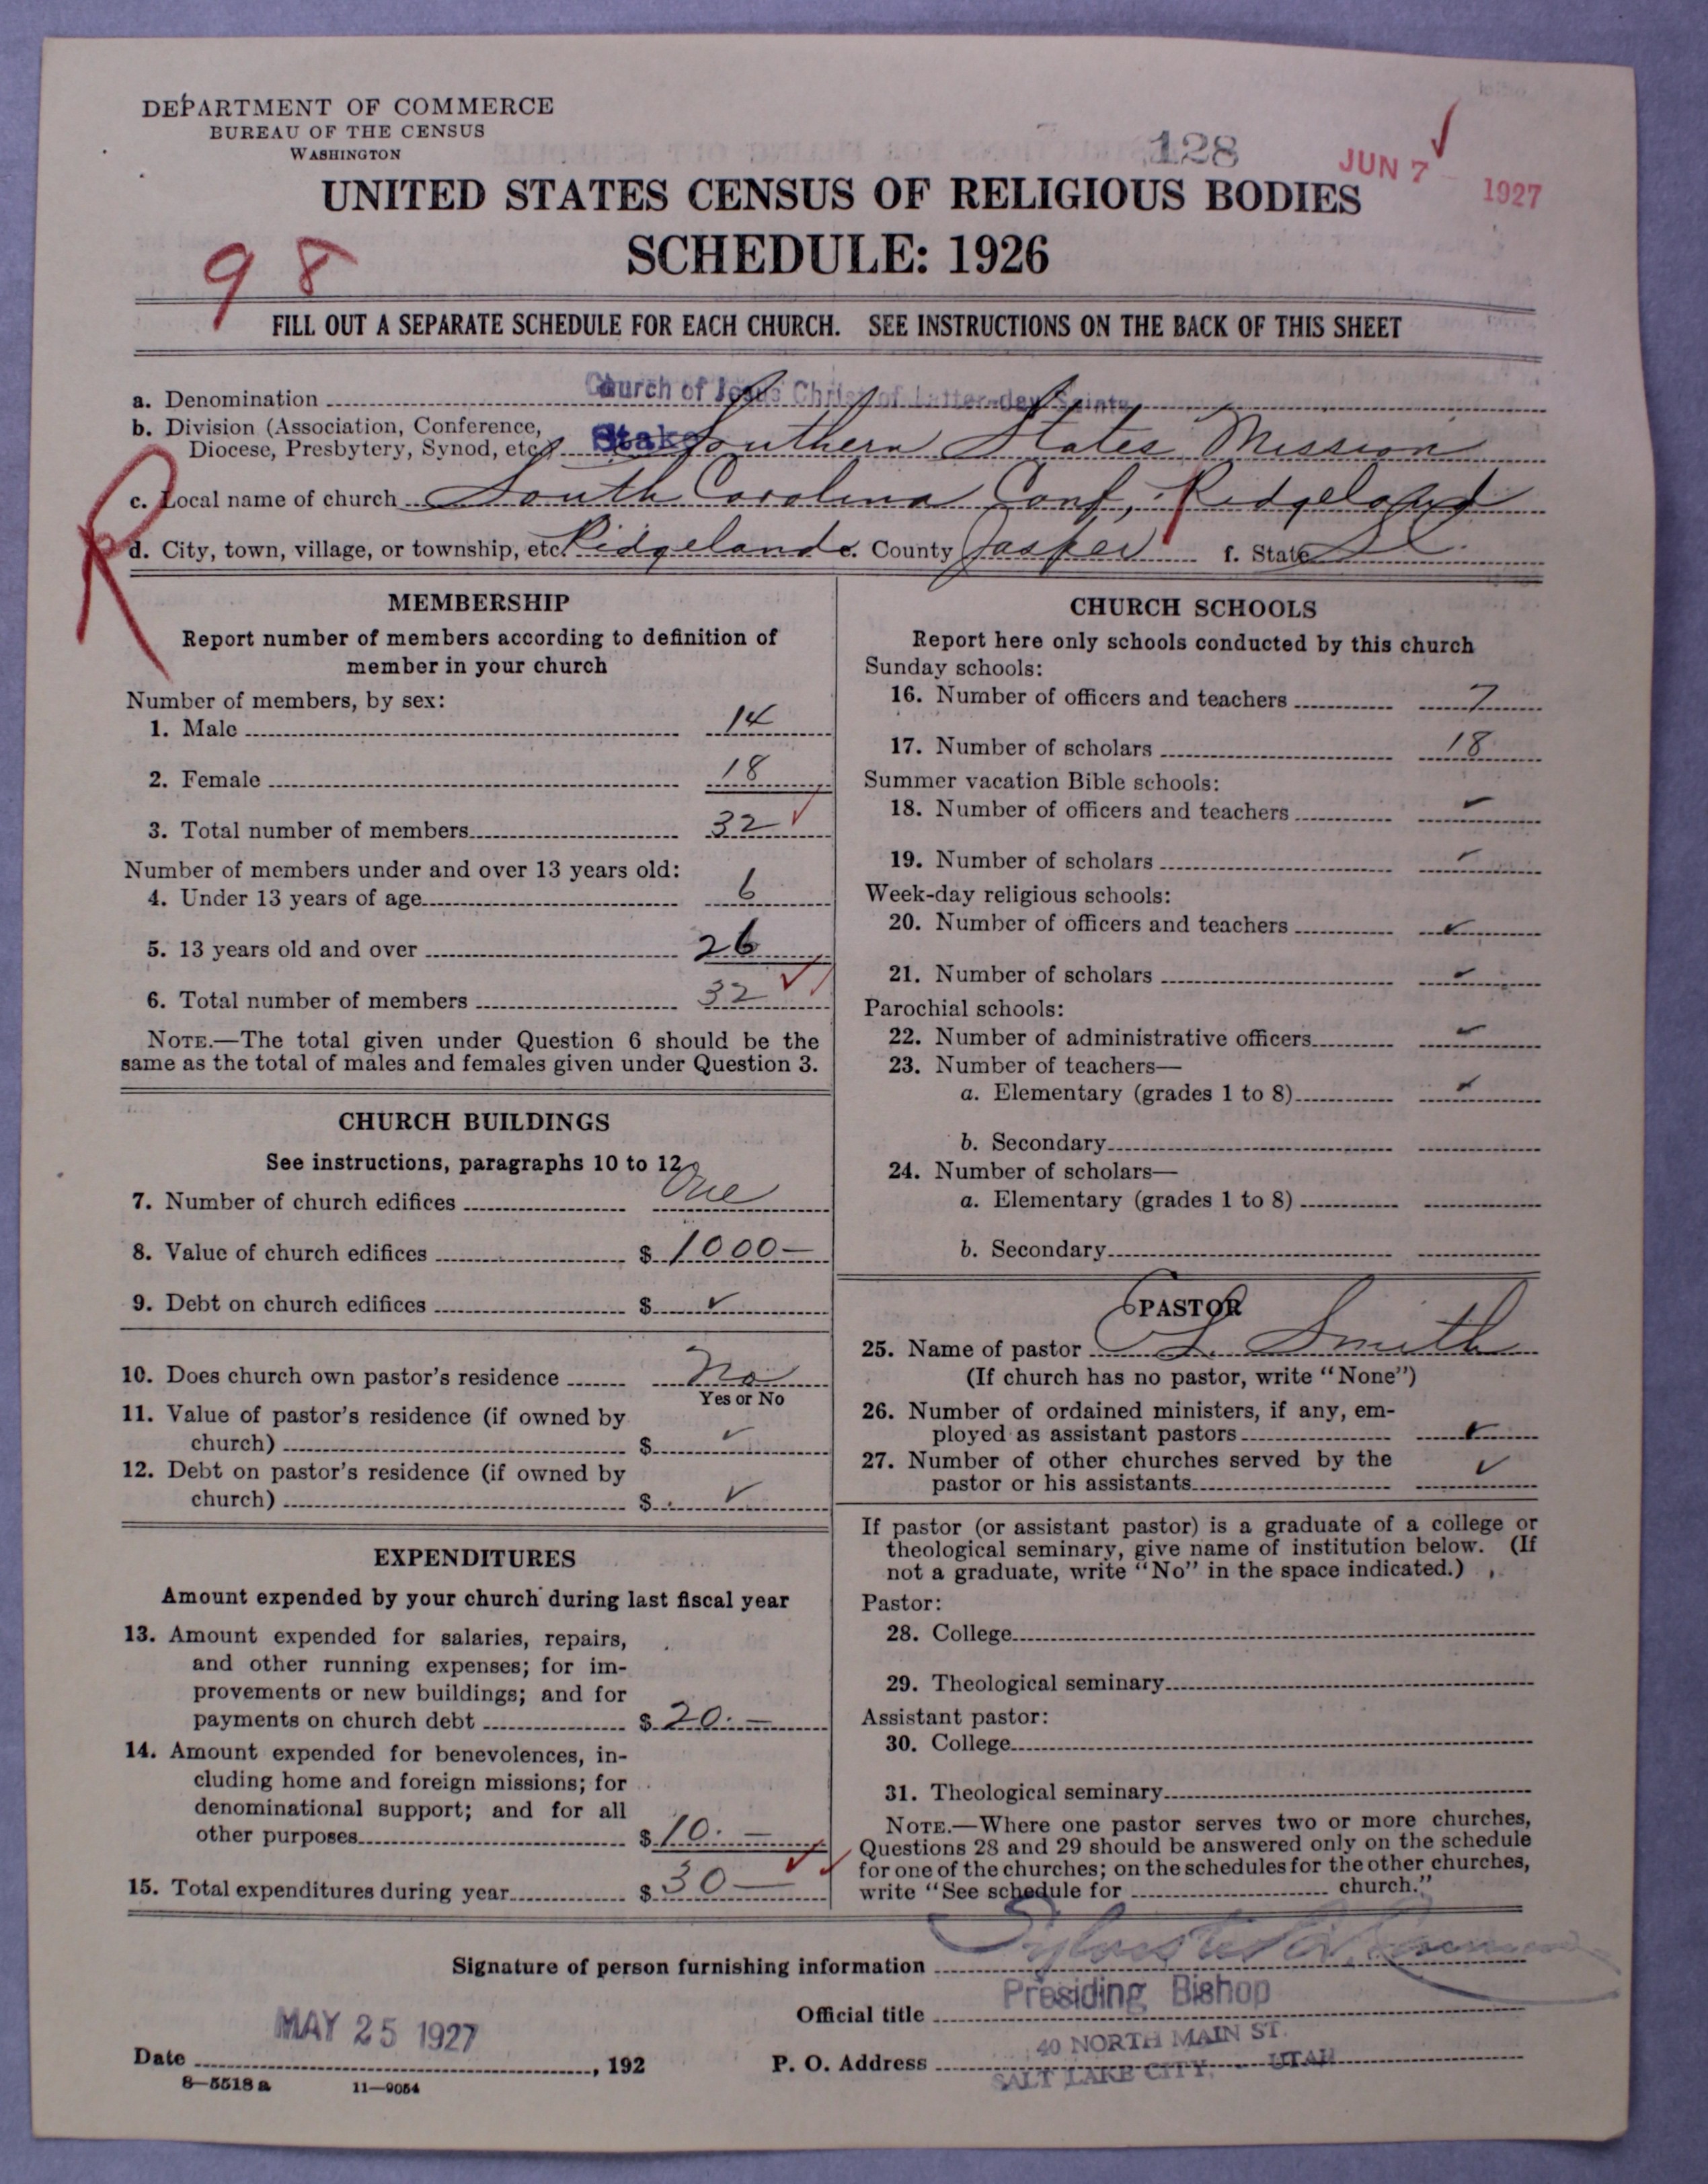 DEPARTMENT OF COMMERCE
BUREAU OF THE CENSUS
WASHINGTON
128
JUN 7 1927
UNITED STATES CENSUS OF RELIGIOUS BODIES
SCHEDULE: 1926
98
FILL OUT A SEPARATE SCHEDULE FOR EACH CHURCH. SEE INSTRUCTIONS ON THE BACK OF THIS SHEET
a. Denomination Church of Jesus Christ of Latter-day Saints
b. Division (Association, Conference,
Diocese, Presbytery, Synod, etc. Stake Southern States Mission
R
c. Local name of church South Carolina Conf, Ridgeland
d. City, town, village, or township, etc. Ridgeland e. County Jasper f. State S.C.
MEMBERSHIP
Report number of members according to definition of
member in your church
Number of members, by sex:
1. Male 14
2. Female 18
3. Total number of members 32
Number of members under and over 13 years old:
4. Under 13 years of age 6
5. 13 years old and over 26
6. Total number of members 32
NOTE.—The total given under Question 6 should be the
same as the total of males and females given under Question 3.
CHURCH BUILDINGS
See instructions, paragraphs 10 to 12
7. Number of church edifices One
8. Value of church edifices $ 1000—
9. Debt on church edifices $ ✓
10. Does church own pastor's residence No
Yes or No
11. Value of pastor's residence (if owned by
church) $ ✓
12. Debt on pastor's residence (if owned by
church) $ ✓
EXPENDITURES
Amount expended by your church during last fiscal year
13. Amount expended for salaries, repairs,
and other running expenses; for im-
provements or new buildings; and for
payments on church debt $ 20.—
14. Amount expended for benevolences, in-
cluding home and foreign missions; for
denominational support; and for all
other purposes $ 10.—
15. Total expenditures during year $ 30—
CHURCH SCHOOLS
Report here only schools conducted by this church
Sunday schools:
16. Number of officers and teachers 7
17. Number of scholars 18
Summer vacation Bible schools:
18. Number of officers and teachers ✓
19. Number of scholars ✓
Week-day religious schools:
20. Number of officers and teachers ✓
21. Number of scholars ✓
Parochial schools:
22. Number of administrative officers ✓
23. Number of teachers—
a. Elementary (grades 1 to 8) ✓
b. Secondary
24. Number of scholars—
a. Elementary (grades 1 to 8)
b. Secondary
PASTOR
25. Name of pastor L. Smith
(If church has no pastor, write "None")
26. Number of ordained ministers, if any, em-
ployed as assistant pastors ✓
27. Number of other churches served by the
pastor or his assistants ✓
If pastor (or assistant pastor) is a graduate of a college or
theological seminary, give name of institution below. (If
not a graduate, write "No" in the space indicated.)
Pastor:
28. College
29. Theological seminary
Assistant pastor:
30. College
31. Theological seminary
NOTE.—Where one pastor serves two or more churches,
Questions 28 and 29 should be answered only on the schedule
for one of the churches; on the schedules for the other churches,
write "See schedule for church."
Signature of person furnishing information
Official title Presiding Bishop
Date MAY 25 1927, 192
P. O. Address 40 NORTH MAIN ST.
SALT LAKE CITY, - UTAH
8—5518 a 11—9054